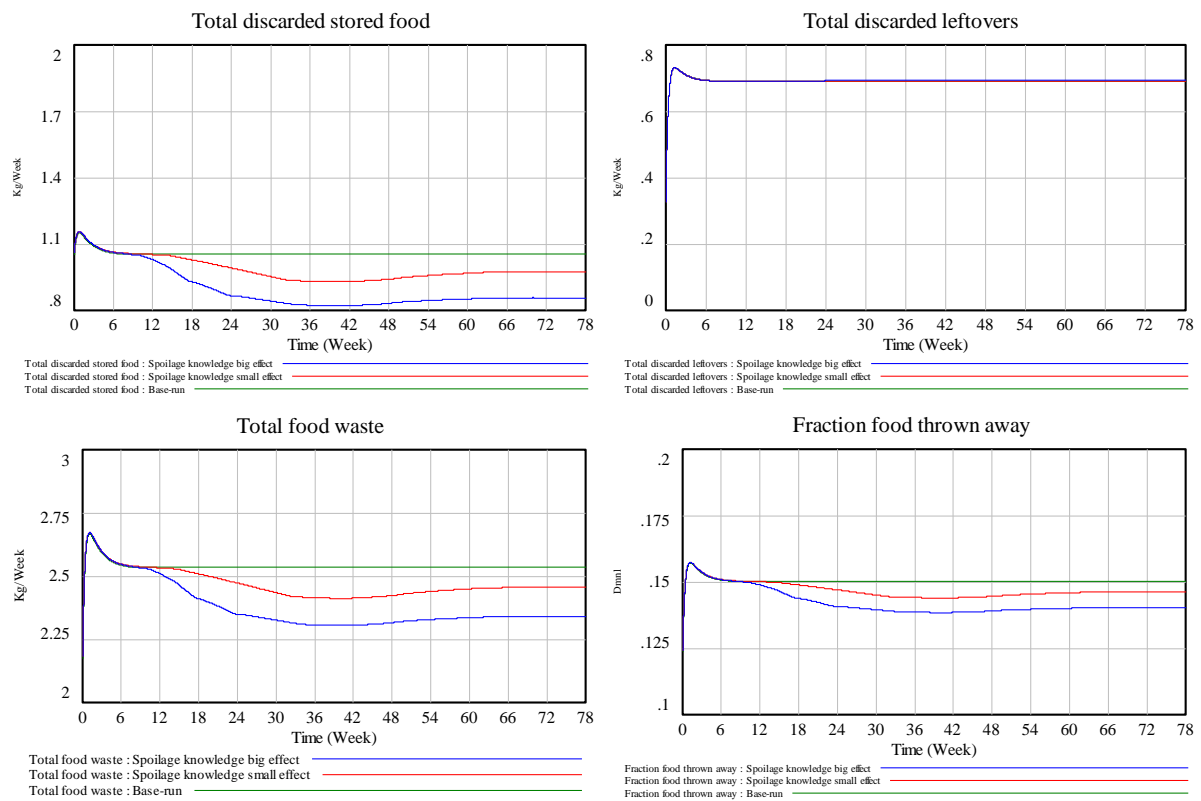 Total discarded stored food
2
1.7
1.4
1.1
.8
Kg/Week
0 6 12 18 24 30 36 42 48 54 60 66 72 78
Time (Week)
Total discarded stored food : Spoilage knowledge big effect
Total discarded stored food : Spoilage knowledge small effect
Total discarded stored food : Base-run
Total discarded leftovers
.8
.6
.4
.2
0
Kg/Week
0 6 12 18 24 30 36 42 48 54 60 66 72 78
Time (Week)
Total discarded leftovers : Spoilage knowledge big effect
Total discarded leftovers : Spoilage knowledge small effect
Total discarded leftovers : Base-run
Total food waste
3
2.75
2.5
2.25
2
Kg/Week
0 6 12 18 24 30 36 42 48 54 60 66 72 78
Time (Week)
Total food waste : Spoilage knowledge big effect
Total food waste : Spoilage knowledge small effect
Total food waste : Base-run
Fraction food thrown away
.2
.175
.15
.125
.1
Dmnl
0 6 12 18 24 30 36 42 48 54 60 66 72 78
Time (Week)
Fraction food thrown away : Spoilage knowledge big effect
Fraction food thrown away : Spoilage knowledge small effect
Fraction food thrown away : Base-run